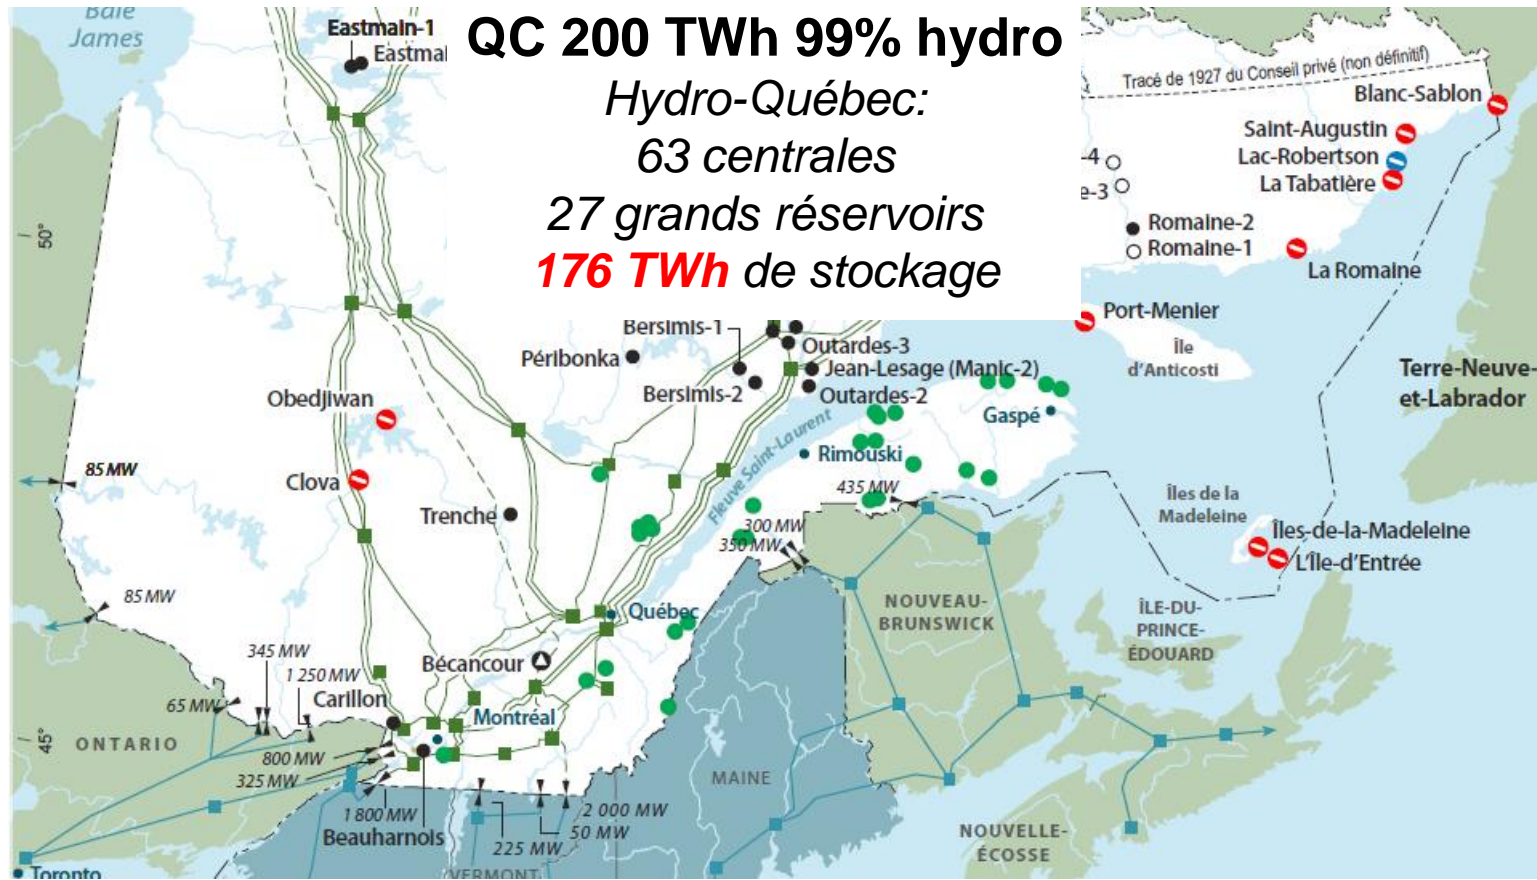 Baie
James
Eastmain-1
Eastmai
QC 200 TWh 99% hydro
Hydro-Québec:
63 centrales
27 grands réservoirs
176 TWh de stockage
Tracé de 1927 du Conseil privé (non définitif)
Blanc-Sablon
Saint-Augustin
Lac-Robertson
La Tabatière
-4
e-3
Romaine-2
Romaine-1
La Romaine
Port-Menier
Île
d'Anticosti
Terre-Neuve-
et-Labrador
50°
Bersimis-1
Péribonka
Outardes-3
Jean-Lesage (Manic-2)
Bersimis-2
Outardes-2
Obedjiwan
Gaspé
Fleuve Saint-Laurent
Rimouski
85 MW
Clova
435 MW
Îles de la
Madeleine
Trenche
300 MW
350 MW
Îles-de-la-Madeleine
L'Île-d'Entrée
85 MW
Québec
NOUVEAU-
BRUNSWICK
ÎLE-DU-
PRINCE-
ÉDOUARD
345 MW
1 250 MW
Bécancour
Carillon
65 MW
Montréal
45°
ONTARIO
800 MW
325 MW
MAINE
1 800 MW
2 000 MW
50 MW
Beauharnois
225 MW
NOUVELLE-
ÉCOSSE
VERMONT
Toronto